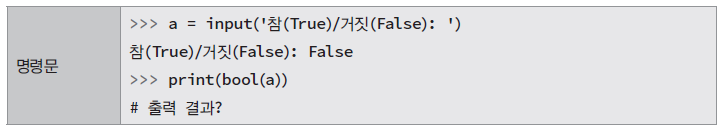 명령문
>>> a = input('참(True)/거짓(False): ')
참(True)/거짓(False): False
>>> print(bool(a))
# 출력 결과?